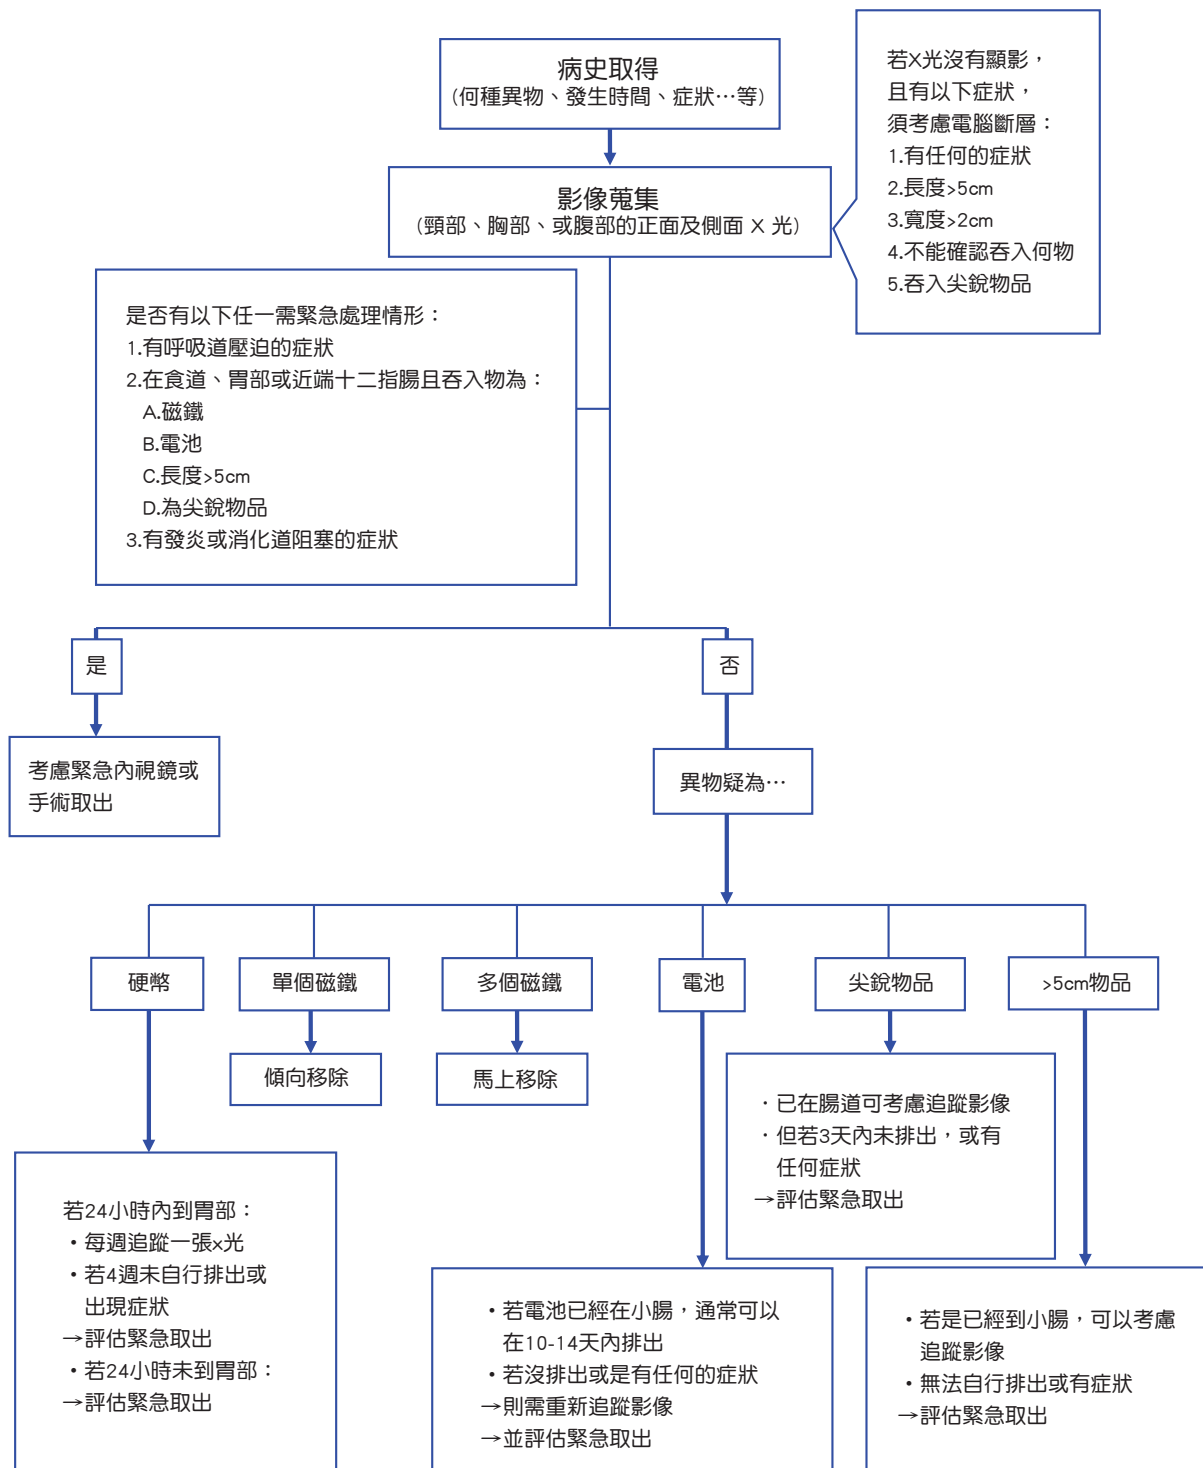 病史取得
(何種異物、發生時間、症狀…等)
影像蒐集
(頸部、胸部、或腹部的正面及側面 X 光)
若X光沒有顯影，
且有以下症狀，
須考慮電腦斷層：
1.有任何的症狀
2.長度>5cm
3.寬度>2cm
4.不能確認吞入何物
5.吞入尖銳物品
是否有以下任一需緊急處理情形：
1.有呼吸道壓迫的症狀
2.在食道、胃部或近端十二指腸且吞入物為：
A.磁鐵
B.電池
C.長度>5cm
D.為尖銳物品
3.有發炎或消化道阻塞的症狀
是
否
考慮緊急內視鏡或
手術取出
異物疑為…
硬幣
單個磁鐵
多個磁鐵
電池
尖銳物品
>5cm物品
傾向移除
馬上移除
・已在腸道可考慮追蹤影像
・但若3天內未排出，或有
任何症狀
→評估緊急取出
若24小時內到胃部：
・每週追蹤一張x光
・若4週未自行排出或
出現症狀
→評估緊急取出
・若24小時未到胃部：
→評估緊急取出
・若電池已經在小腸，通常可以
在10-14天內排出
・若沒排出或是有任何的症狀
→則需重新追蹤影像
→並評估緊急取出
・若是已經到小腸，可以考慮
追蹤影像
・無法自行排出或有症狀
→評估緊急取出